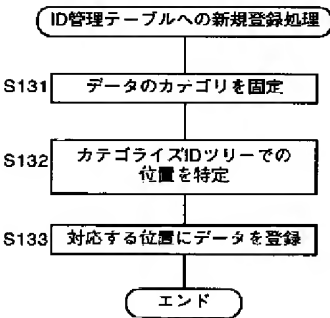 ID管理テーブルへの新規登録処理
S131 データのカテゴリを固定
S132 カテゴライズIDツリーでの
位置を特定
S133 対応する位置にデータを登録
エンド